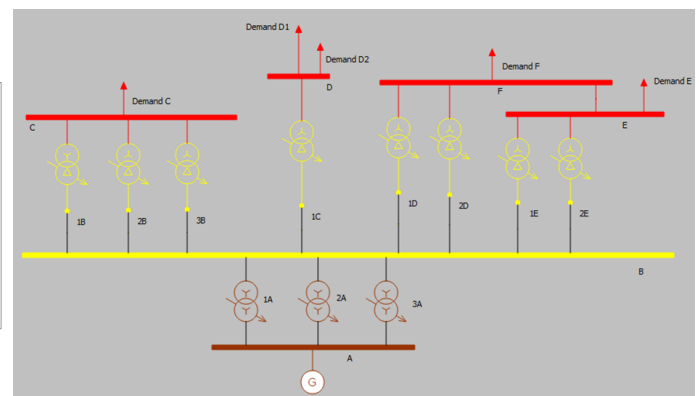 Demand D1
Demand D2
Demand F
Demand E
Demand C
D
F
C
E
1B
2B
3B
1C
1D
2D
1E
2E
B
1A
2A
3A
A
G